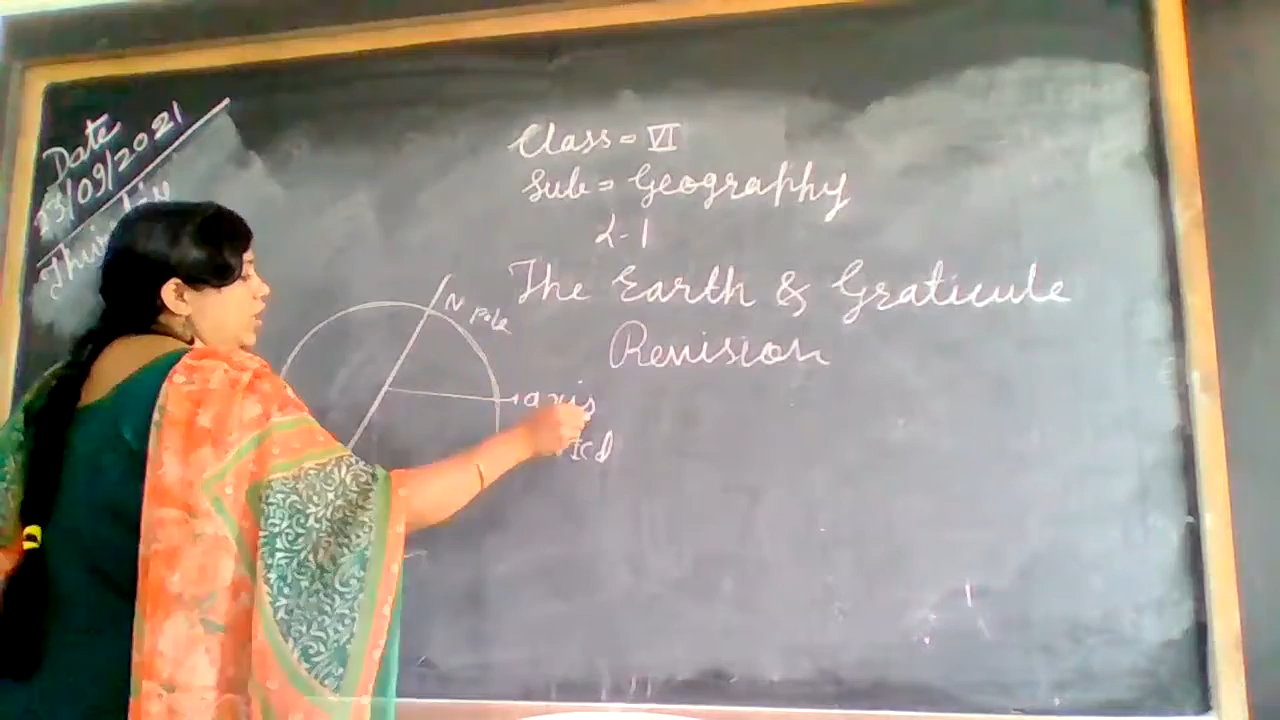 Date
23/09/2021
Class = VI
Sub = Geography
L-1
The Earth & Graticule
Revision
N Pole
axis